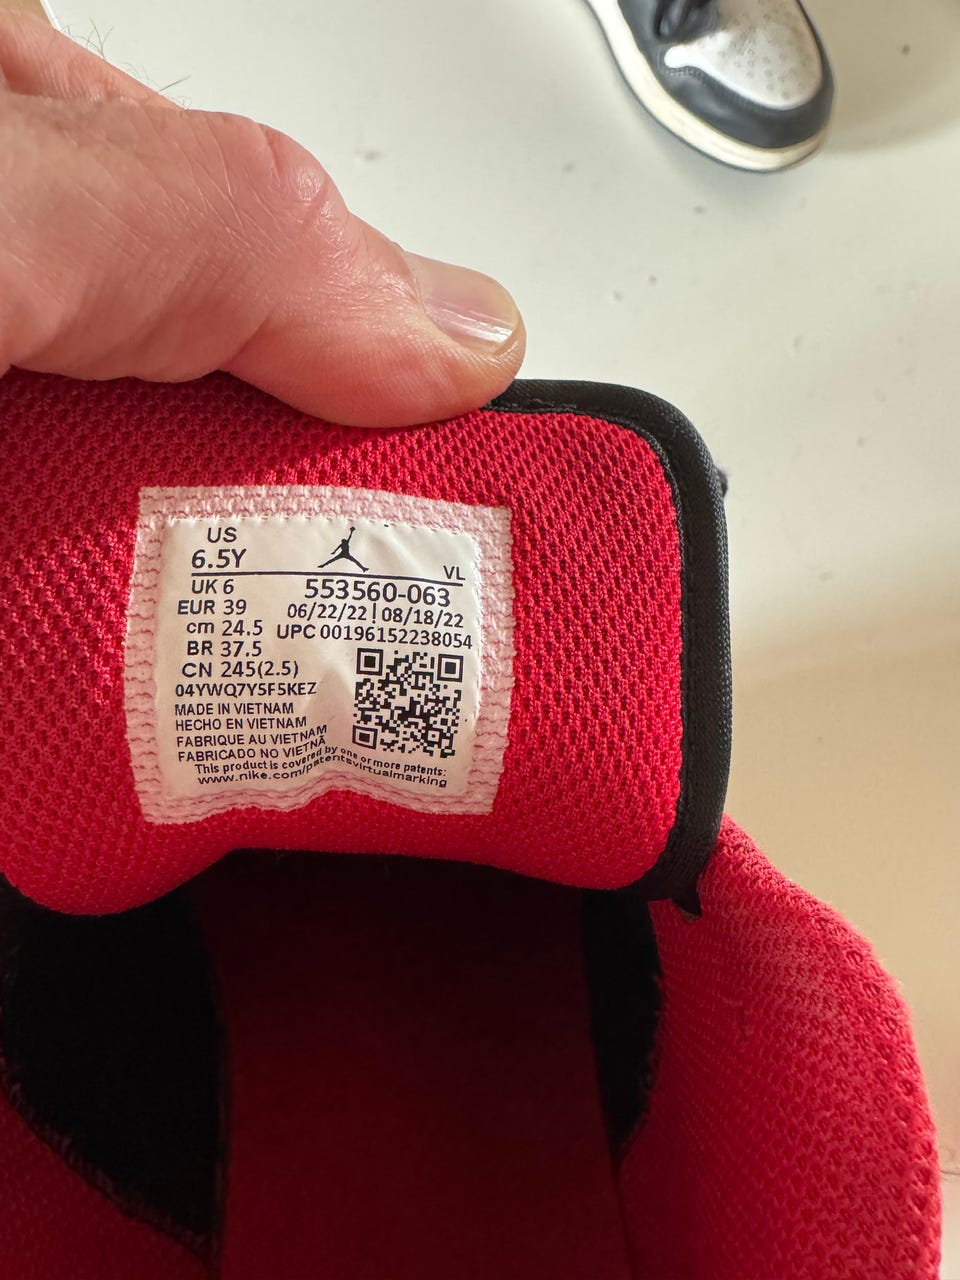 US
6.5Y
VL
UK 6
EUR 39
cm 24.5
BR 37.5
CN 245(2.5)
553560-063
06/22/22 | 08/18/22
UPC 00196152238054
04YWQ7Y5F5KEZ
MADE IN VIETNAM
HECHO EN VIETNAM
FABRIQUE AU VIETNAM
FABRICADO NO VIETNÃ
This product is covered by one or more patents:
www.nike.com/patentsvirtualmarking